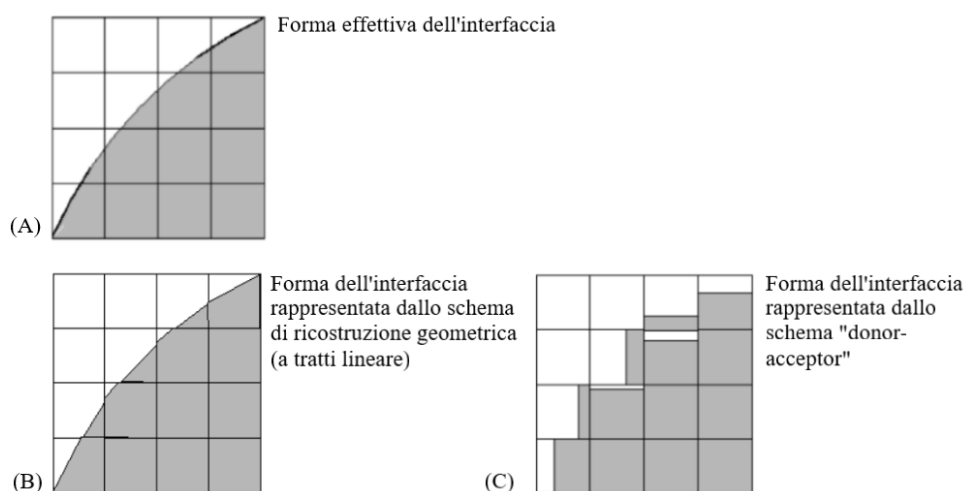 Forma effettiva dell'interfaccia
(A)
Forma dell'interfaccia
rappresentata dallo schema
di ricostruzione geometrica
(a tratti lineare)
(B)
Forma dell'interfaccia
rappresentata dallo
schema "donor-
acceptor"
(C)